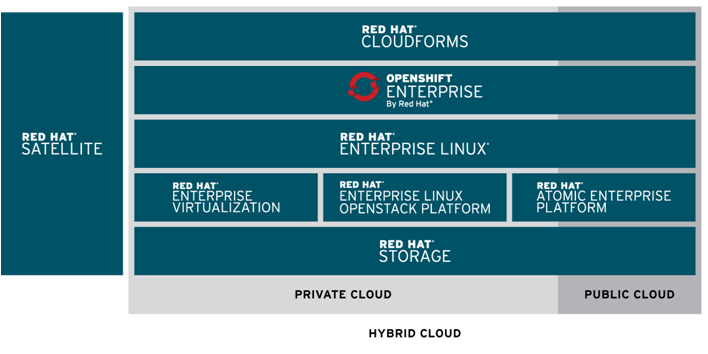 RED HAT®
CLOUDFORMS
OPENSHIFT
ENTERPRISE
By Red Hat®
RED HAT®
SATELLITE
RED HAT®
ENTERPRISE LINUX®
RED HAT®
ENTERPRISE
VIRTUALIZATION
RED HAT®
ENTERPRISE LINUX
OPENSTACK PLATFORM
RED HAT®
ATOMIC ENTERPRISE
PLATFORM
RED HAT®
STORAGE
PRIVATE CLOUD
PUBLIC CLOUD
HYBRID CLOUD